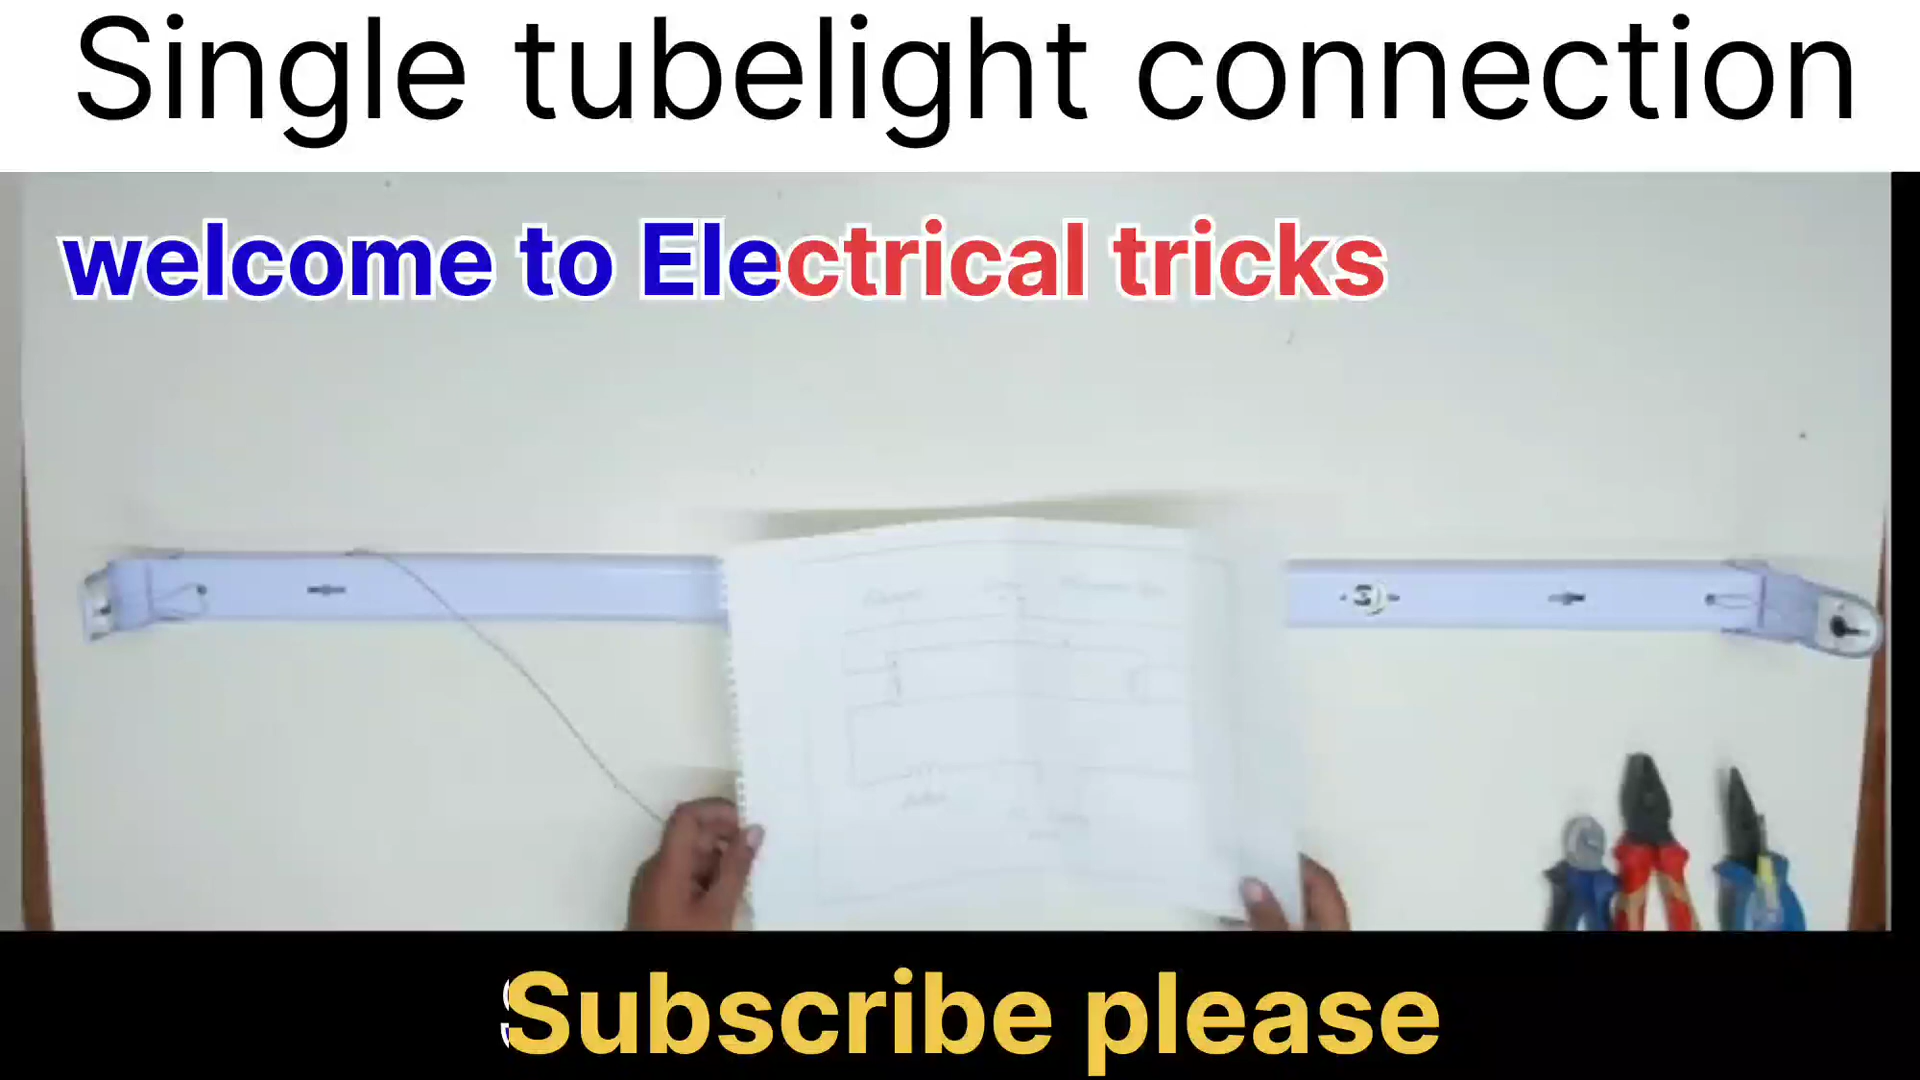 Single tubelight connection
welcome to Electrical tricks
Subscribe please